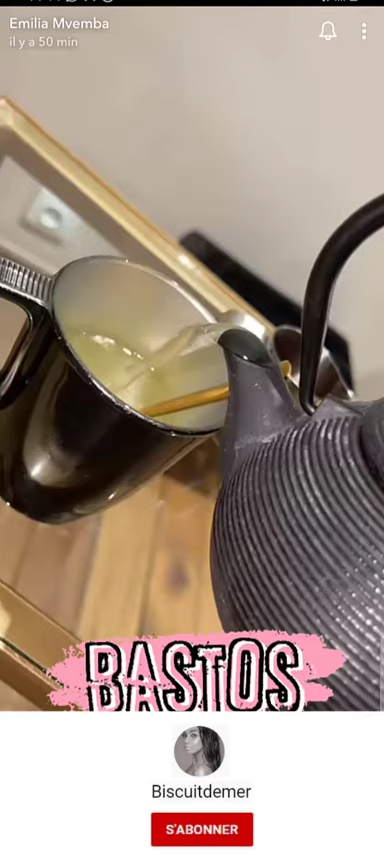 Emilia Mvemba
il y a 50 min
BASTOS
Biscuitdemer
S'ABONNER